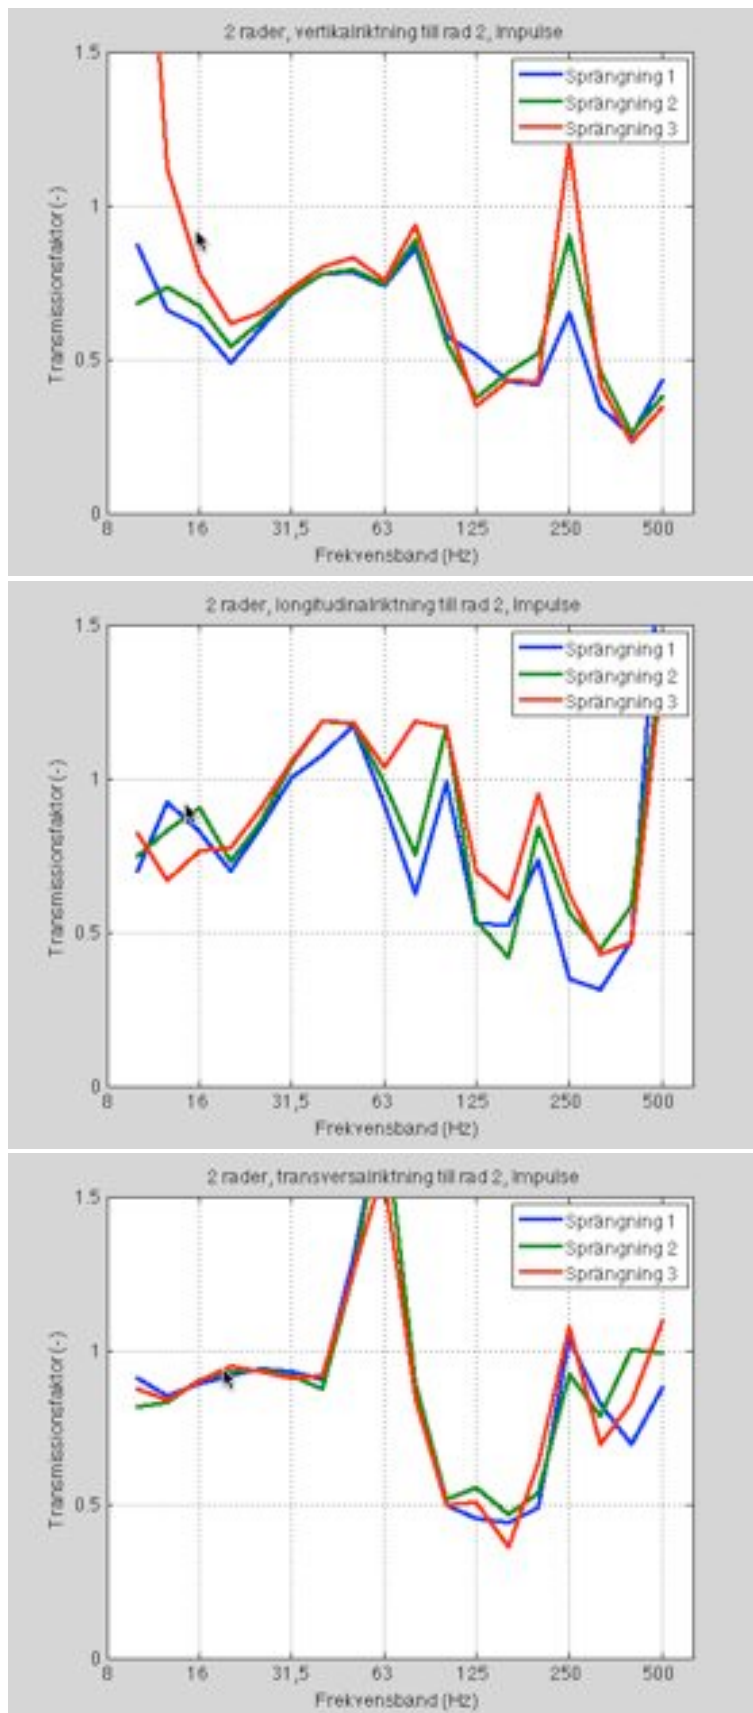 2 rader, vertikalriktning till rad 2, Impulse
1.5
Sprängning 1
Sprängning 2
Sprängning 3
1
Transmissionsfaktor (-)
0.5
0
8 16 31,5 63 125 250 500
Frekvensband (Hz)
2 rader, longitudinalriktning till rad 2, Impulse
1.5
Sprängning 1
Sprängning 2
Sprängning 3
1
Transmissionsfaktor (-)
0.5
0
8 16 31,5 63 125 250 500
Frekvensband (Hz)
2 rader, transversalriktning till rad 2, Impulse
1.5
Sprängning 1
Sprängning 2
Sprängning 3
1
Transmissionsfaktor (-)
0.5
0
8 16 31,5 63 125 250 500
Frekvensband (Hz)